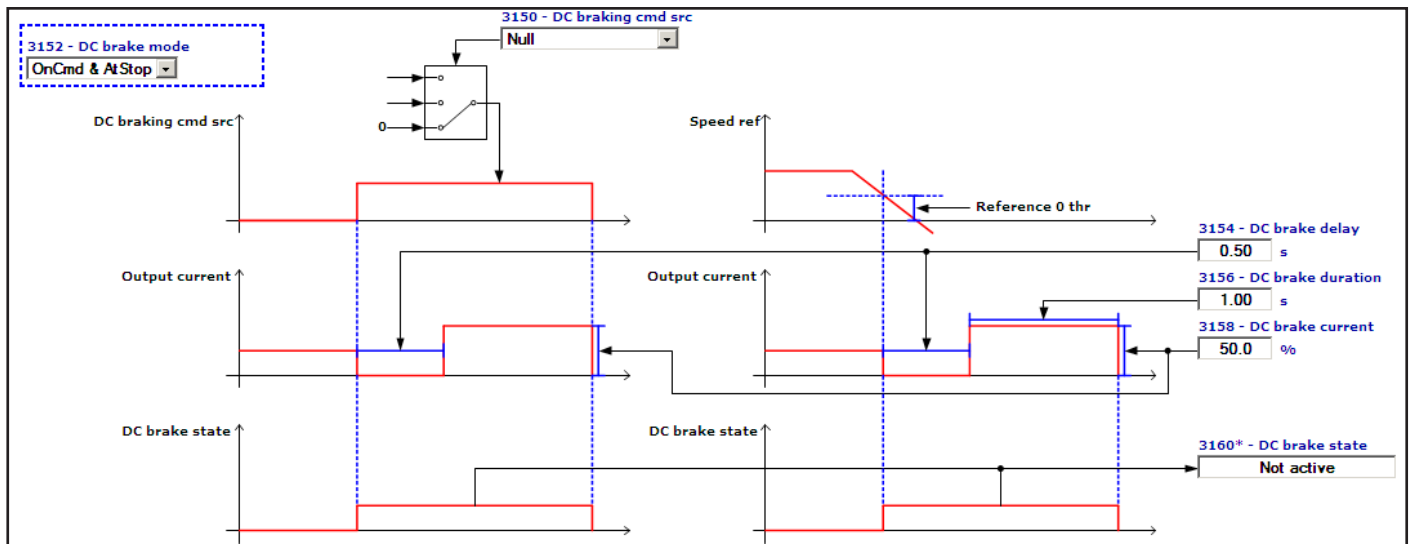 3150 - DC braking cmd src
Null
3152 - DC brake mode
OnCmd & AtStop
DC braking cmd src
0
Speed ref
Reference 0 thr
3154 - DC brake delay
0.50 s
Output current
Output current
3156 - DC brake duration
1.00 s
3158 - DC brake current
50.0 %
DC brake state
DC brake state
3160* - DC brake state
Not active